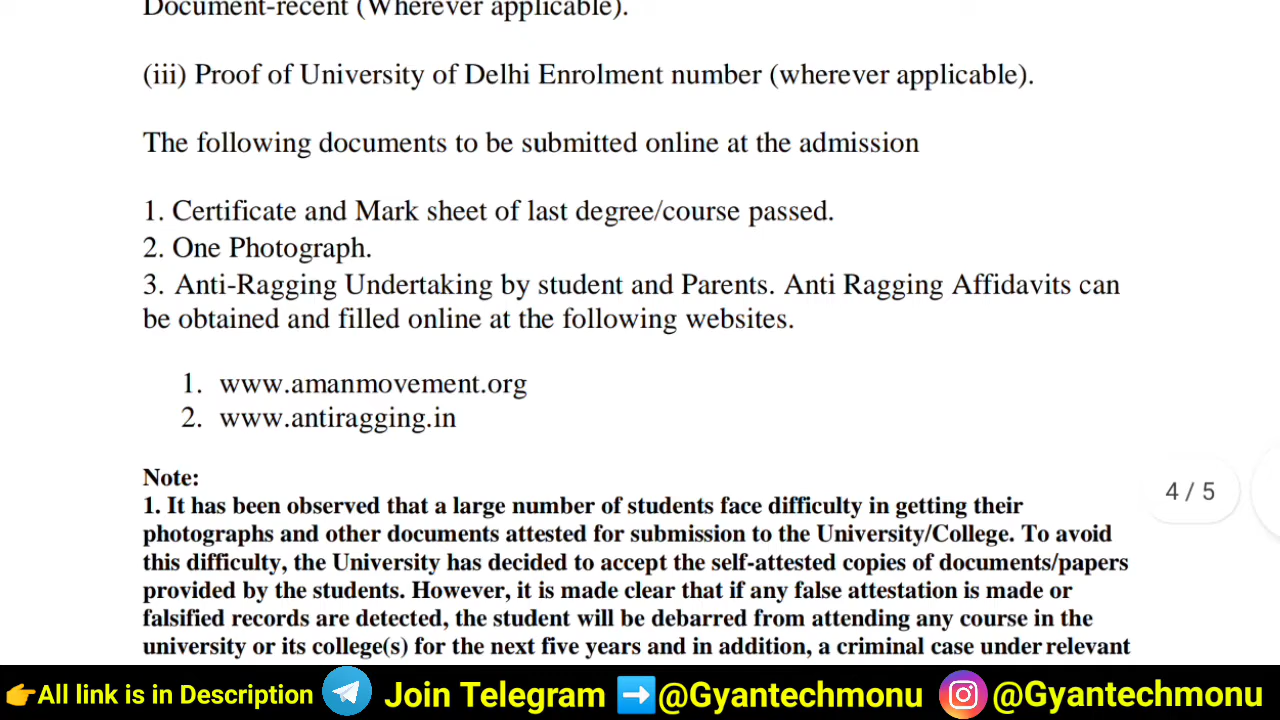 Document-recent (Wherever applicable).
(iii) Proof of University of Delhi Enrolment number (wherever applicable).
The following documents to be submitted online at the admission
1. Certificate and Mark sheet of last degree/course passed.
2. One Photograph.
3. Anti-Ragging Undertaking by student and Parents. Anti Ragging Affidavits can
be obtained and filled online at the following websites.
1. www.amanmovement.org
2. www.antiragging.in
Note:
1. It has been observed that a large number of students face difficulty in getting their
photographs and other documents attested for submission to the University/College. To avoid
this difficulty, the University has decided to accept the self-attested copies of documents/papers
provided by the students. However, it is made clear that if any false attestation is made or
falsified records are detected, the student will be debarred from attending any course in the
university or its college(s) for the next five years and in addition, a criminal case under relevant
4 / 5
👉All link is in Description Join Telegram ➡️@Gyantechmonu @Gyantechmonu